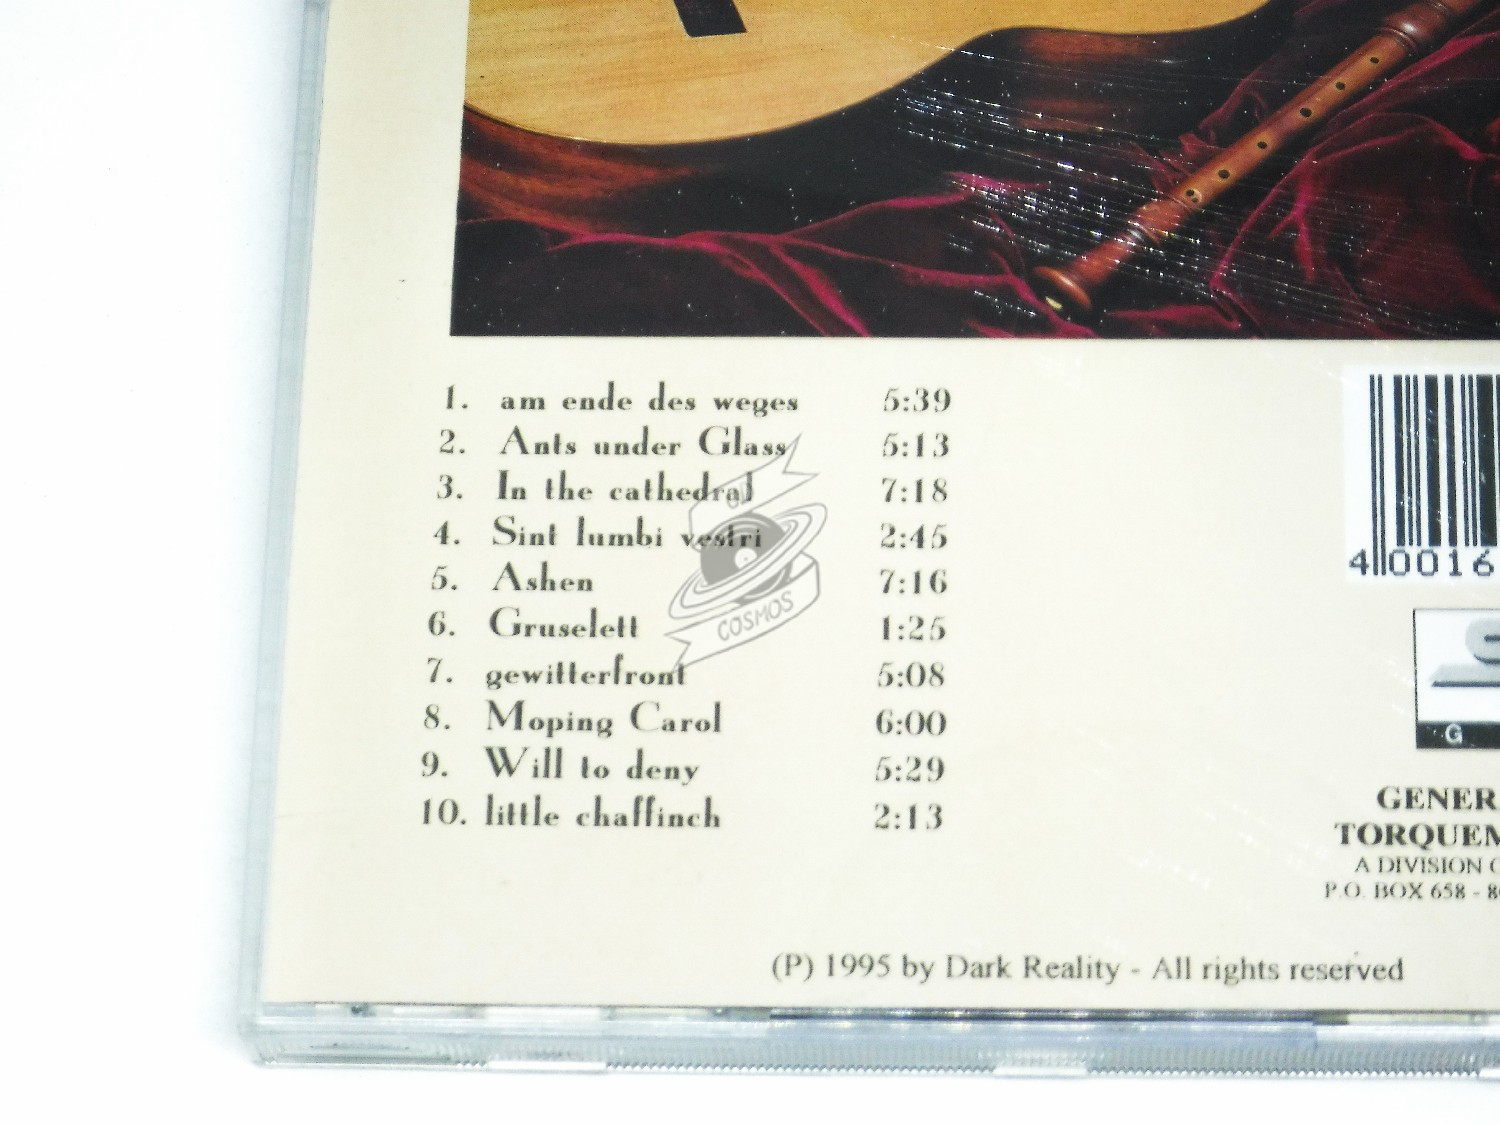 1. am ende des weges 5:39
2. Ants under Glass 5:13
3. In the cathedral 7:18
4. Sint lumbi vestri 2:45
5. Ashen 7:16
6. Gruselett 1:25
7. gewitterfront 5:08
8. Moping Carol 6:00
9. Will to deny 5:29
10. little chaffinch 2:13
CD
COSMOS
4 0016
G
GENER
TORQUEM
A DIVISION
P.O. BOX 658 - 8
(P) 1995 by Dark Reality - All rights reserved